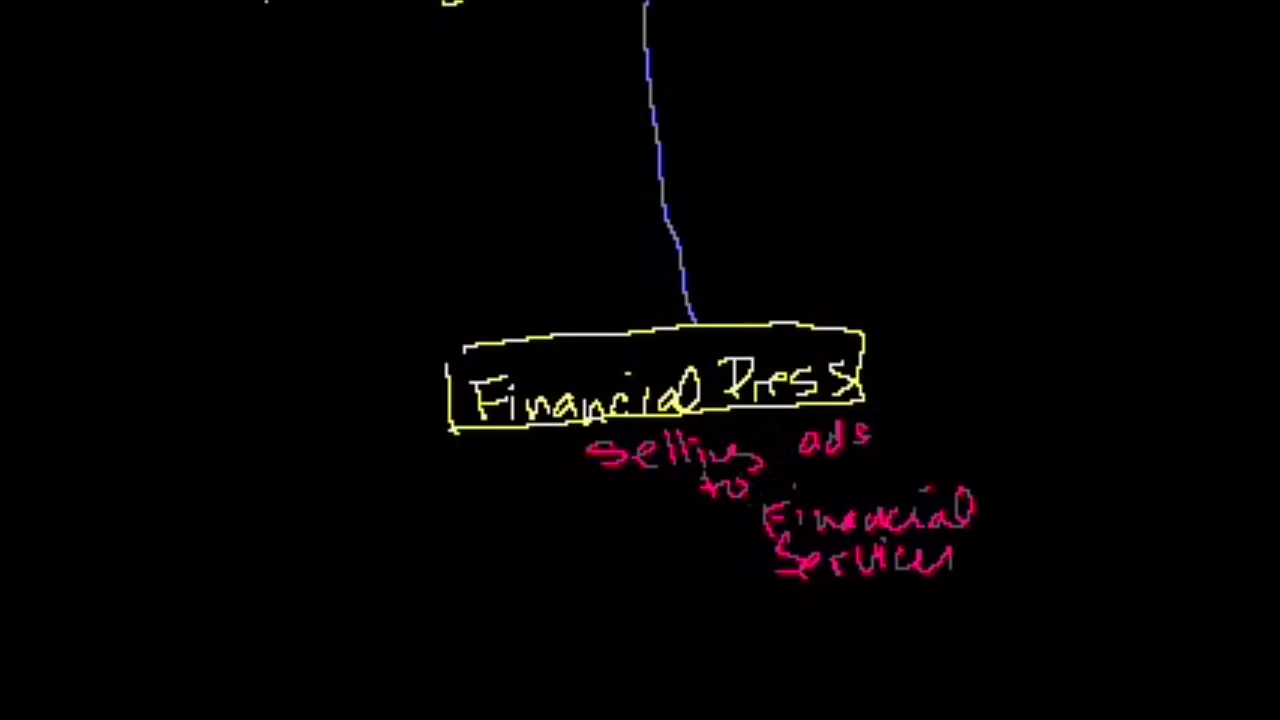 Financial Press
selling ads
to
Financial
Services